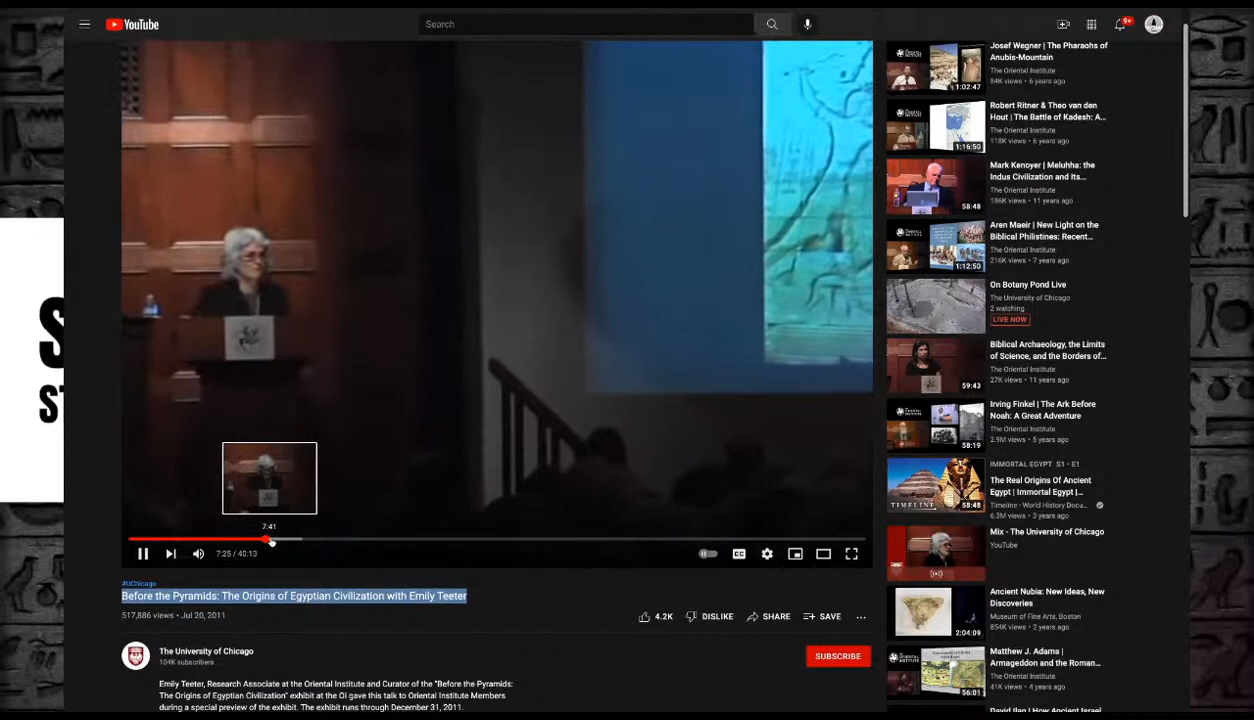 YouTube
Search
9+
7:41
7:25 / 40:13
#UChicago
Before the Pyramids: The Origins of Egyptian Civilization with Emily Teeter
517,886 views • Jul 20, 2011
4.2K
DISLIKE
SHARE
SAVE
The University of Chicago
104K subscribers
SUBSCRIBE
Emily Teeter, Research Associate at the Oriental Institute and Curator of the "Before the Pyramids:
The Origins of Egyptian Civilization" exhibit at the OI gave this talk to Oriental Institute Members
during a special preview of the exhibit. The exhibit runs through December 31, 2011.
Josef Wegner | The Pharaohs of
Anubis-Mountain
The Oriental Institute
54K views • 6 years ago
1:02:47
Robert Ritner & Theo van den
Hout | The Battle of Kadesh: A...
The Oriental Institute
118K views • 6 years ago
1:16:50
Mark Kenoyer | Meluhha: the
Indus Civilization and Its...
The Oriental Institute
186K views • 11 years ago
58:48
Aren Maeir | New Light on the
Biblical Philistines: Recent...
The Oriental Institute
216K views • 7 years ago
1:12:50
On Botany Pond Live
The University of Chicago
2 watching
LIVE NOW
Biblical Archaeology, the Limits
of Science, and the Borders of...
The Oriental Institute
27K views • 11 years ago
59:43
Irving Finkel | The Ark Before
Noah: A Great Adventure
The Oriental Institute
2.9M views • 5 years ago
58:19
IMMORTAL EGYPT S1 • E1
The Real Origins Of Ancient
Egypt | Immortal Egypt |...
Timeline - World History Docu...
6.3M views • 3 years ago
TIMELINE
58:48
Mix - The University of Chicago
YouTube
Ancient Nubia: New Ideas, New
Discoveries
Museum of Fine Arts, Boston
854K views • 2 years ago
2:04:09
Matthew J. Adams |
Armageddon and the Roman...
The Oriental Institute
41K views • 4 years ago
56:01
David Ilan | How Ancient Israel
S
ST